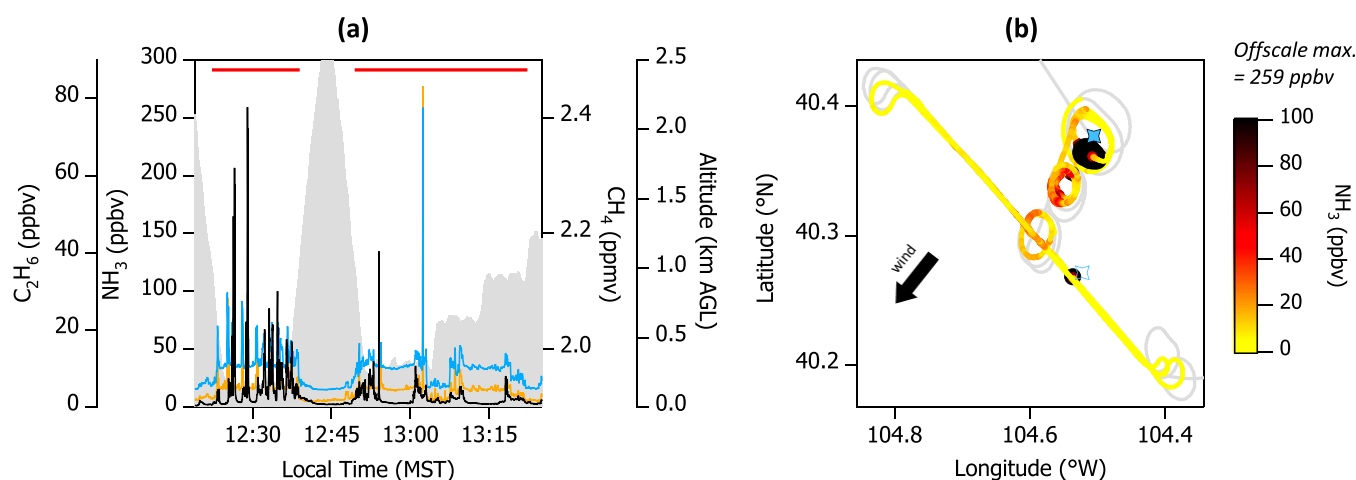 (a)
(b)
C2H6 (ppbv)
80
60
40
20
0
NH3 (ppbv)
300
250
200
150
100
50
0
2.4
2.2
2.0
CH4 (ppmv)
2.5
2.0
1.5
1.0
0.5
0.0
Altitude (km AGL)
12:30 12:45 13:00 13:15
Local Time (MST)
Latitude (°N)
40.4
40.3
40.2
wind
104.8 104.6 104.4
Longitude (°W)
Offscale max.
= 259 ppbv
100
80
60
40
20
0
NH3 (ppbv)